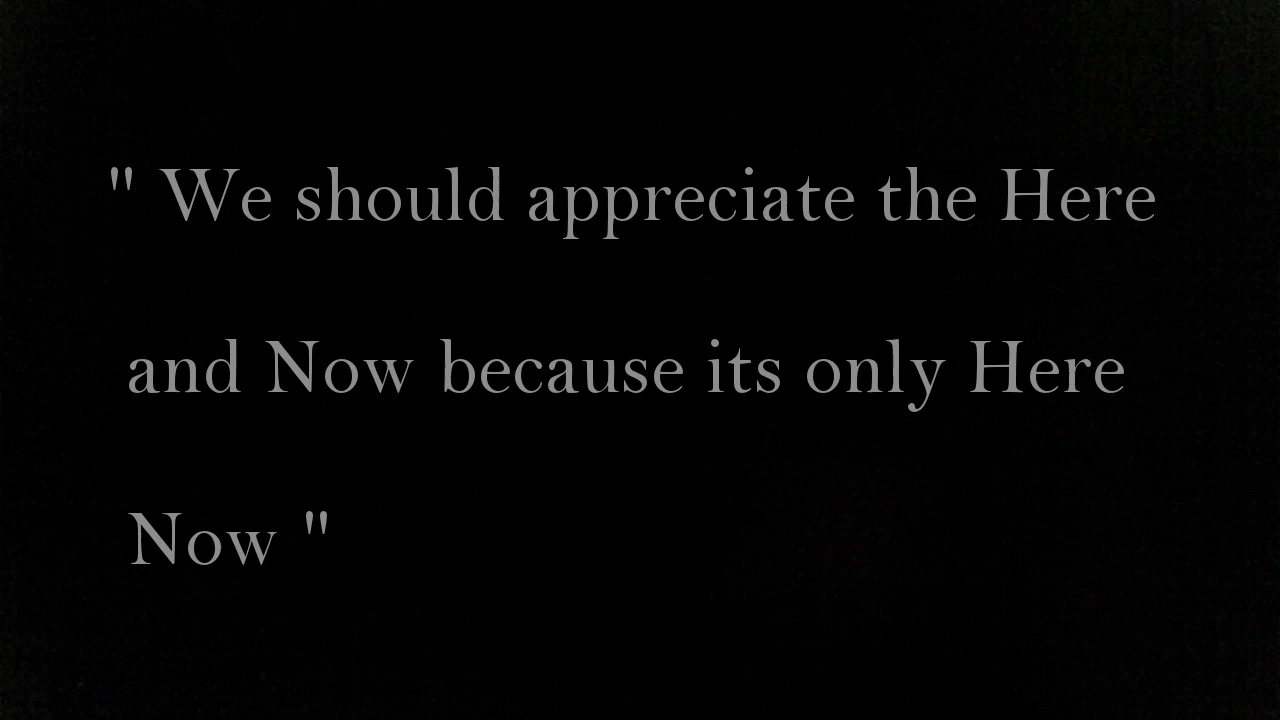 " We should appreciate the Here
and Now because its only Here
Now "